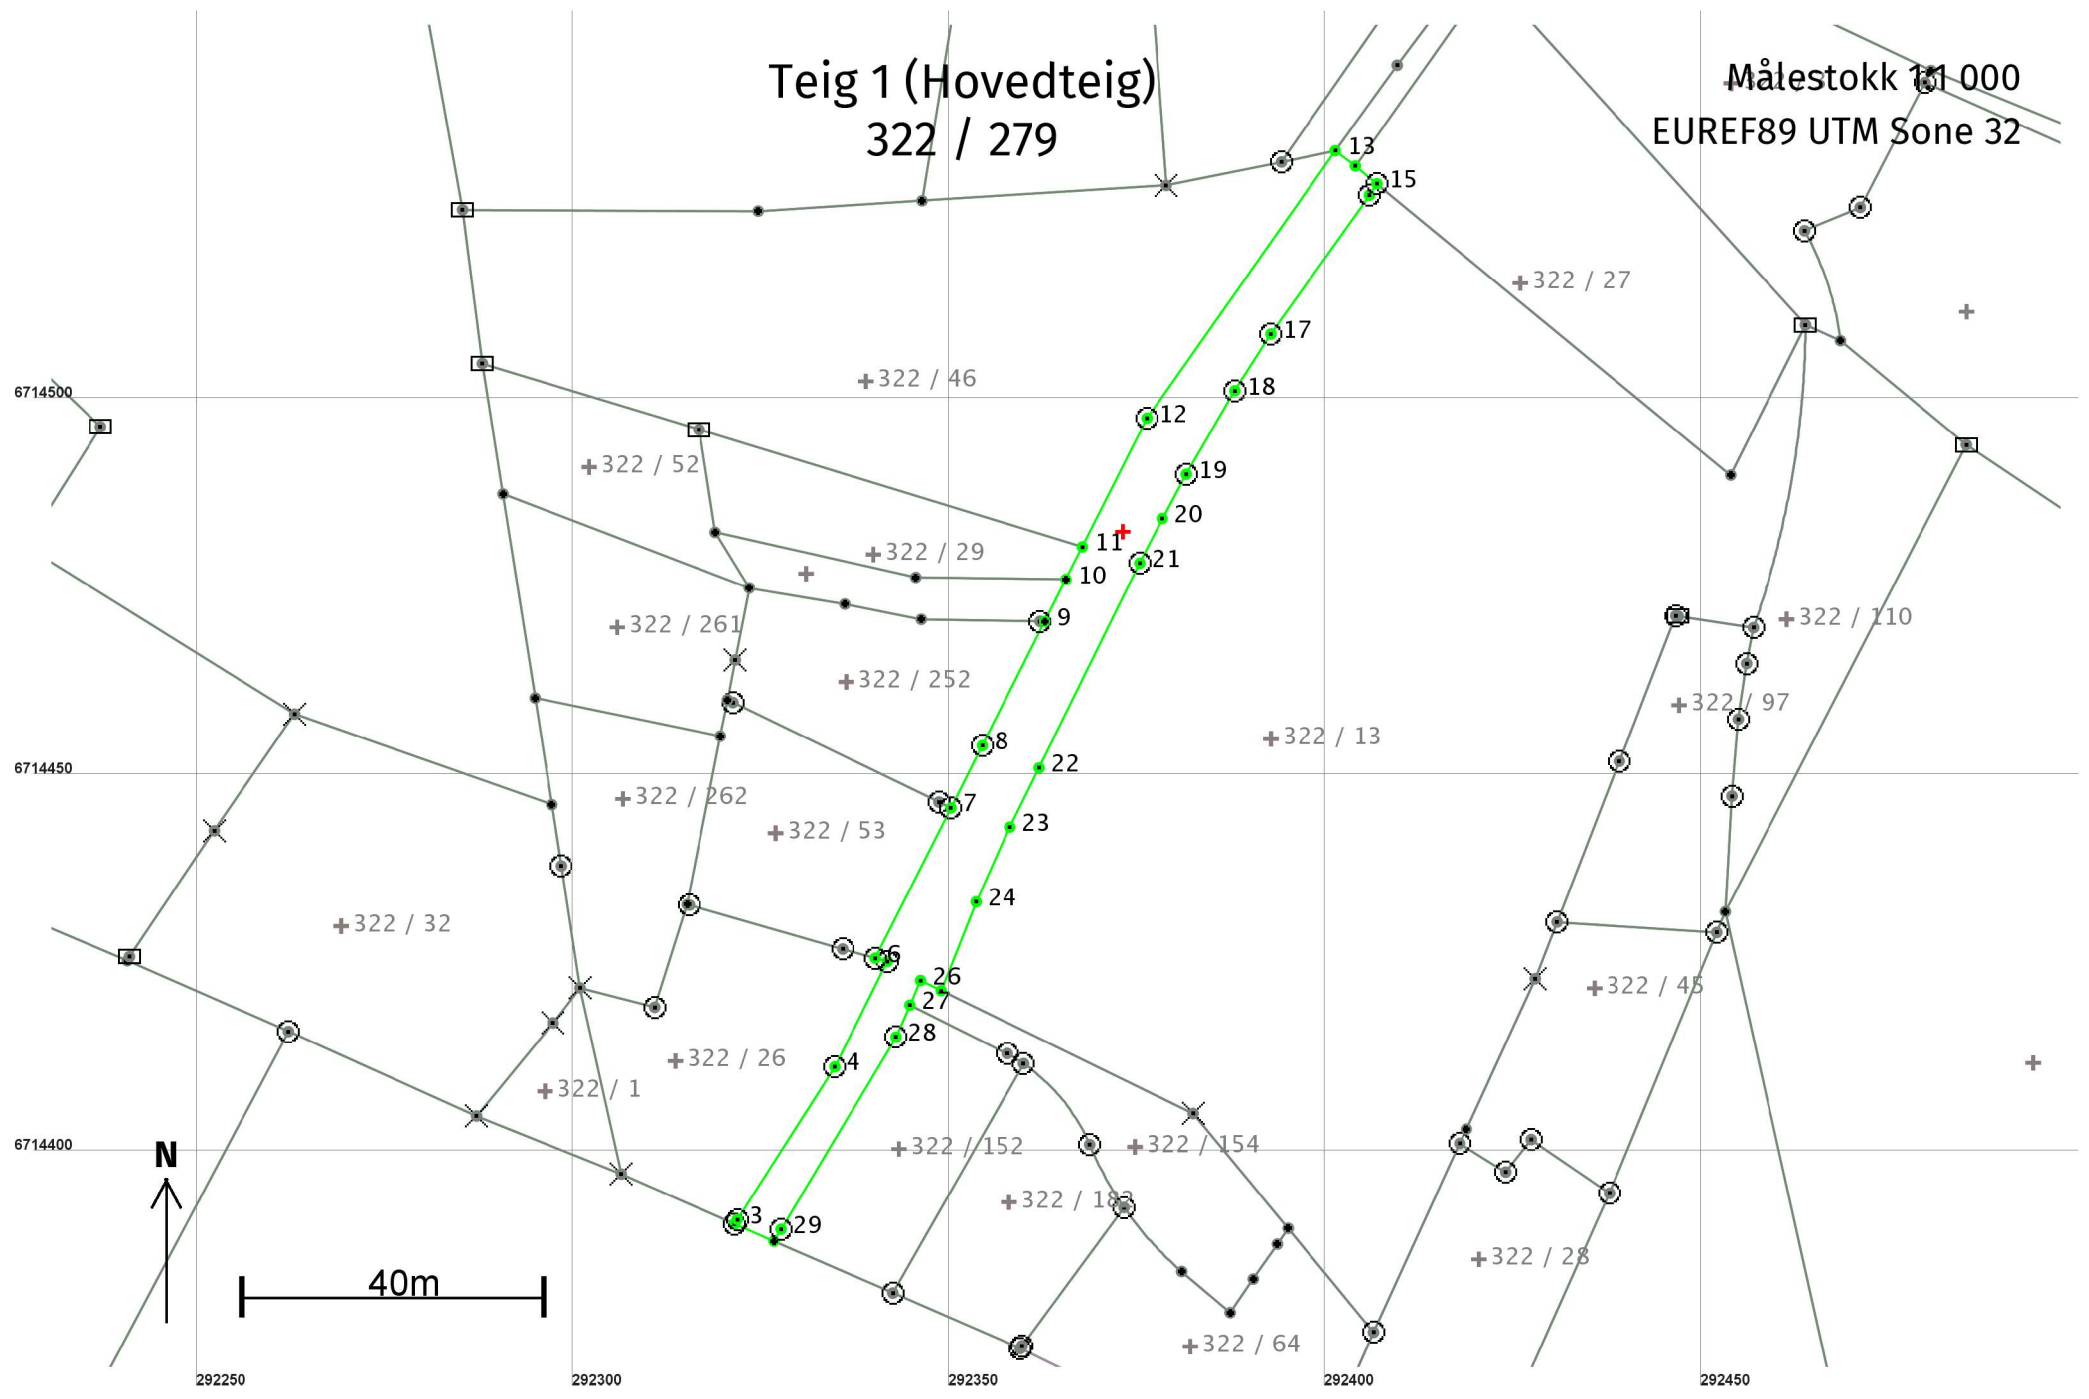 Teig 1 (Hovedteig)
322 / 279
Målestokk 1:1 000
EUREF89 UTM Sone 32
13
15
322 / 27
17
322 / 46
18
6714500
12
322 / 52
19
20
11
322 / 29
21
10
9
322 / 261
322 / 110
322 / 252
322 / 97
8
322 / 13
22
6714450
322 / 262
7
23
322 / 53
24
322 / 32
6
26
322 / 45
27
28
322 / 26
4
322 / 1
322 / 152
322 / 154
6714400
N
322 / 182
3
29
322 / 28
40m
322 / 64
292250
292300
292350
292400
292450